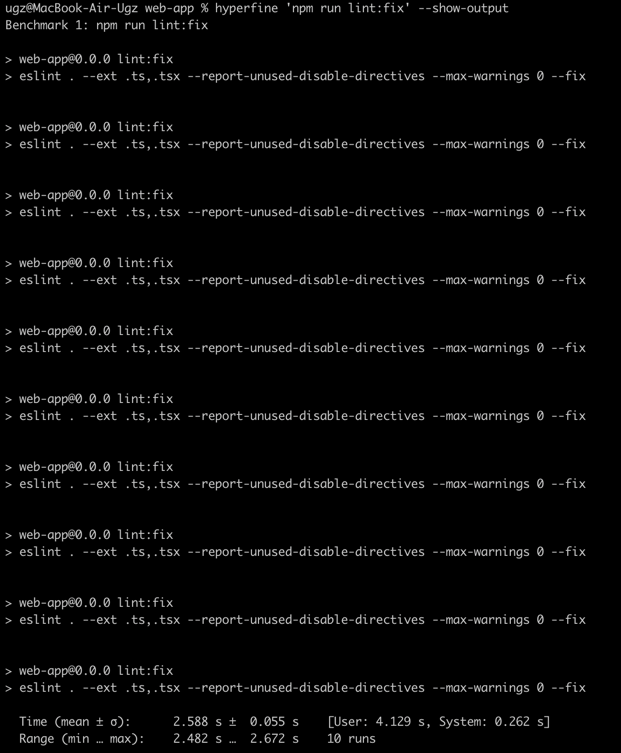 ugz@MacBook-Air-Ugz web-app % hyperfine 'npm run lint:fix' --show-output
Benchmark 1: npm run lint:fix
> web-app@0.0.0 lint:fix
> eslint . --ext .ts,.tsx --report-unused-disable-directives --max-warnings 0 --fix
> web-app@0.0.0 lint:fix
> eslint . --ext .ts,.tsx --report-unused-disable-directives --max-warnings 0 --fix
> web-app@0.0.0 lint:fix
> eslint . --ext .ts,.tsx --report-unused-disable-directives --max-warnings 0 --fix
> web-app@0.0.0 lint:fix
> eslint . --ext .ts,.tsx --report-unused-disable-directives --max-warnings 0 --fix
> web-app@0.0.0 lint:fix
> eslint . --ext .ts,.tsx --report-unused-disable-directives --max-warnings 0 --fix
> web-app@0.0.0 lint:fix
> eslint . --ext .ts,.tsx --report-unused-disable-directives --max-warnings 0 --fix
> web-app@0.0.0 lint:fix
> eslint . --ext .ts,.tsx --report-unused-disable-directives --max-warnings 0 --fix
> web-app@0.0.0 lint:fix
> eslint . --ext .ts,.tsx --report-unused-disable-directives --max-warnings 0 --fix
> web-app@0.0.0 lint:fix
> eslint . --ext .ts,.tsx --report-unused-disable-directives --max-warnings 0 --fix
> web-app@0.0.0 lint:fix
> eslint . --ext .ts,.tsx --report-unused-disable-directives --max-warnings 0 --fix
Time (mean ± σ): 2.588 s ± 0.055 s [User: 4.129 s, System: 0.262 s]
Range (min … max): 2.482 s … 2.672 s 10 runs